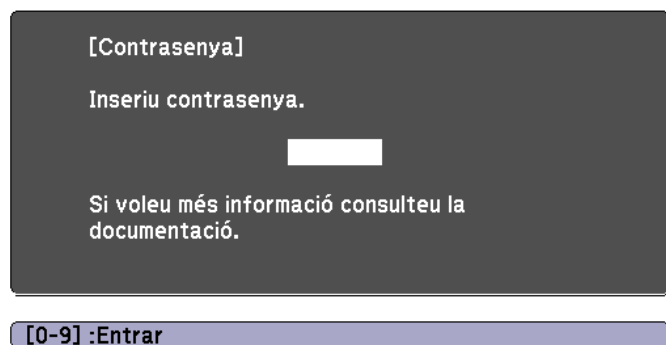 [Contrasenya]
Inseriu contrasenya.
Si voleu més informació consulteu la
documentació.
[0-9] :Entrar